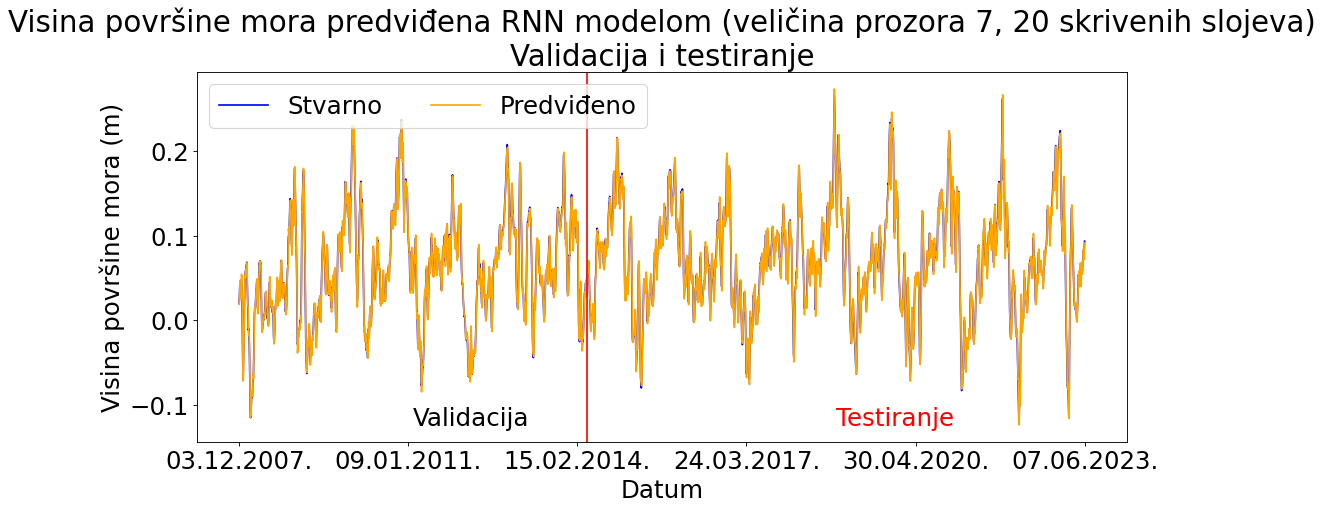 Visina površine mora predviđena RNN modelom (veličina prozora 7, 20 skrivenih slojeva)
Validacija i testiranje
Stvarno
Predviđeno
Visina površine mora (m)
0.2
0.1
0.0
−0.1
Validacija
Testiranje
03.12.2007.
09.01.2011.
15.02.2014.
24.03.2017.
30.04.2020.
07.06.2023.
Datum